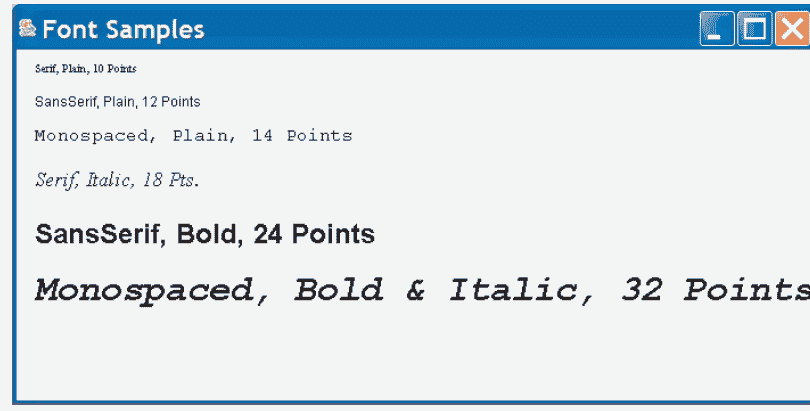 Font Samples
Serif, Plain, 10 Points
SansSerif, Plain, 12 Points
Monospaced, Plain, 14 Points
Serif, Italic, 18 Pts.
SansSerif, Bold, 24 Points
Monospaced, Bold & Italic, 32 Points